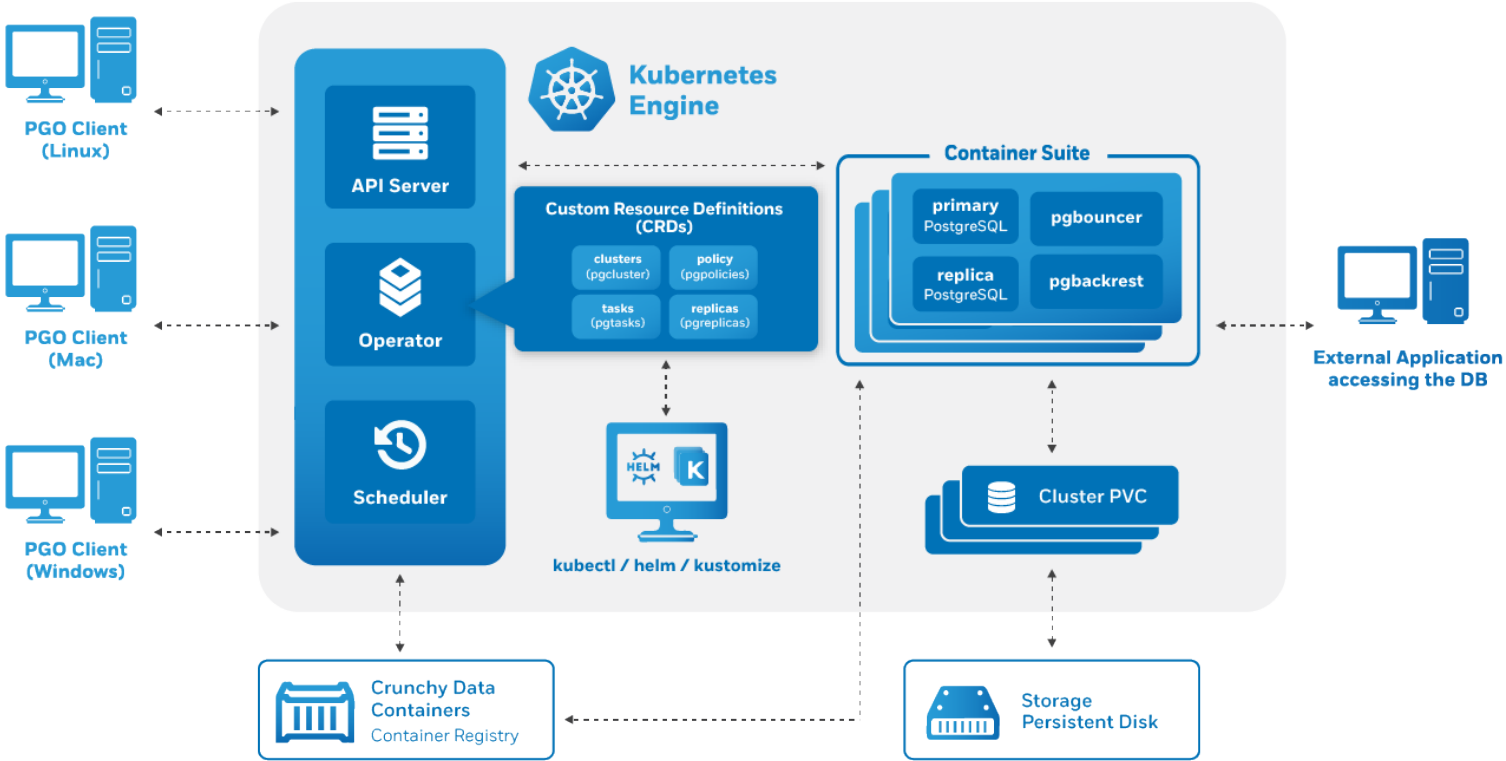 PGO Client
(Linux)
PGO Client
(Mac)
PGO Client
(Windows)
API Server
Operator
Scheduler
Kubernetes
Engine
Custom Resource Definitions
(CRDs)
clusters
(pgcluster)
policy
(pgpolicies)
tasks
(pgtasks)
replicas
(pgreplicas)
HELM
K
kubectl / helm / kustomize
Container Suite
primary
PostgreSQL
pgbouncer
replica
PostgreSQL
pgbackrest
Cluster PVC
External Application
accessing the DB
Crunchy Data
Containers
Container Registry
Storage
Persistent Disk